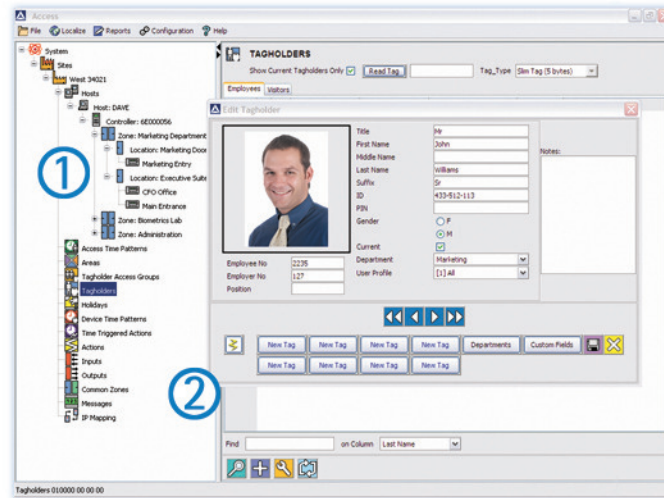 Access
File Localize Reports Configuration Help
System
Sites
West 34021
Hosts
Host: DAVE
Controller: 6E000056
Zone: Marketing Department
Location: Marketing Door
Marketing Entry
Location: Executive Suite
CFO Office
Main Entrance
Zone: Biometrics Lab
Zone: Administration
Access Time Patterns
Areas
Tagholder Access Groups
Tagholders
Holidays
Device Time Patterns
Time Triggered Actions
Actions
Inputs
Outputs
Common Zones
Messages
IP Mapping
1
2
TAGHOLDERS
Show Current Tagholders Only Read Tag Tag_Type Slim Tag (5 bytes)
Employees Visitors
Edit Tagholder
Title Mr
First Name John
Middle Name
Last Name Williams
Suffix Sr
ID 433-512-113
PIN
Gender F
M
Current
Department Marketing
User Profile [1] All
Notes:
Employee No 2235
Employer No 127
Position
New Tag New Tag New Tag New Tag Departments Custom Fields
New Tag New Tag New Tag New Tag
Find on Column Last Name
Tagholders 010000 00 00 00